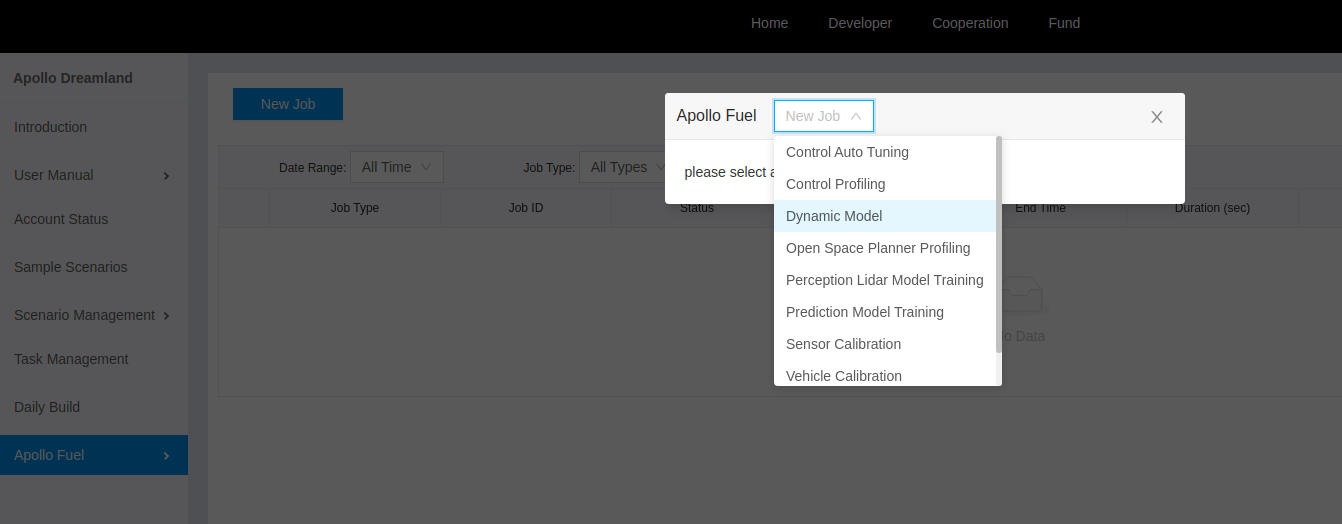 Home Developer Cooperation Fund
Apollo Dreamland
Introduction
User Manual
Account Status
Sample Scenarios
Scenario Management
Task Management
Daily Build
Apollo Fuel
New Job
Date Range: All Time Job Type: All Types
Job Type Job ID Status End Time Duration (sec)
Data
Apollo Fuel New Job
please select
Control Auto Tuning
Control Profiling
Dynamic Model
Open Space Planner Profiling
Perception Lidar Model Training
Prediction Model Training
Sensor Calibration
Vehicle Calibration